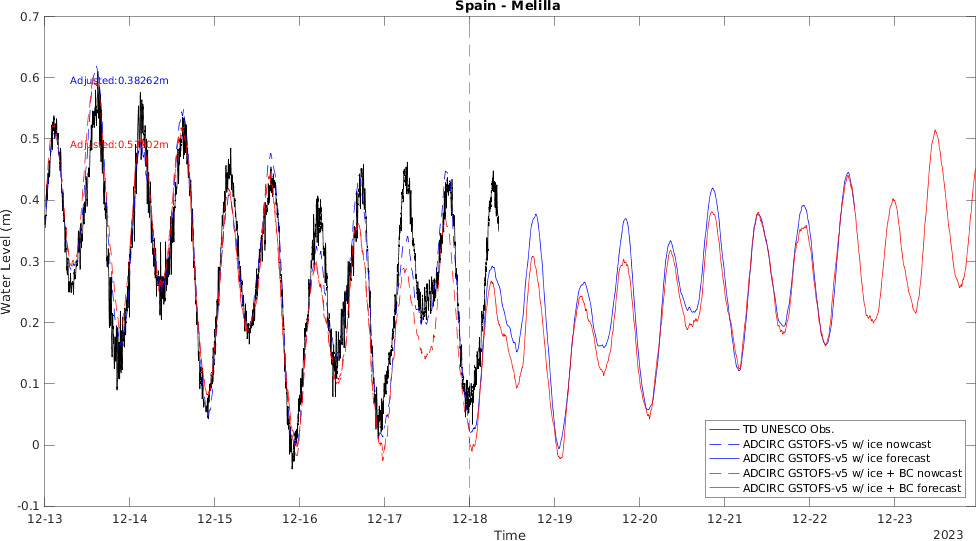 Spain - Melilla
0.7
0.6
0.5
0.4
0.3
0.2
0.1
0
-0.1
Water Level (m)
Adjusted:0.38262m
TD UNESCO Obs.
ADCIRC GSTOFS-v5 w/ ice nowcast
ADCIRC GSTOFS-v5 w/ ice forecast
ADCIRC GSTOFS-v5 w/ ice + BC nowcast
ADCIRC GSTOFS-v5 w/ ice + BC forecast
12-13 12-14 12-15 12-16 12-17 12-18 12-19 12-20 12-21 12-22 12-23
Time
2023